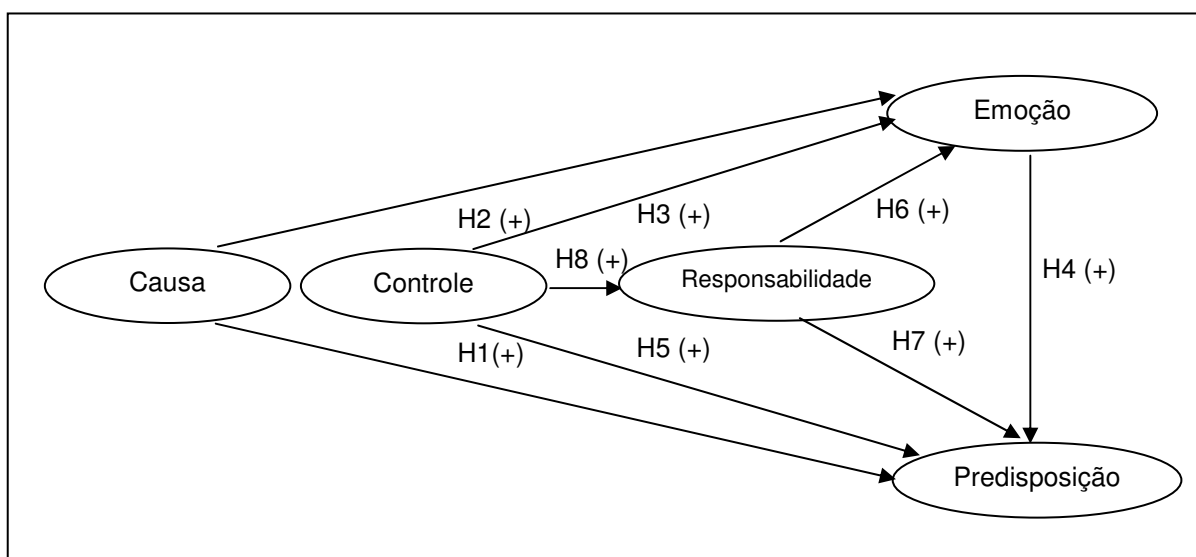 Emoção
H2 (+)
H3 (+)
H6 (+)
H8 (+)
Causa
Controle
Responsabilidade
H4 (+)
H1(+)
H5 (+)
H7 (+)
Predisposição